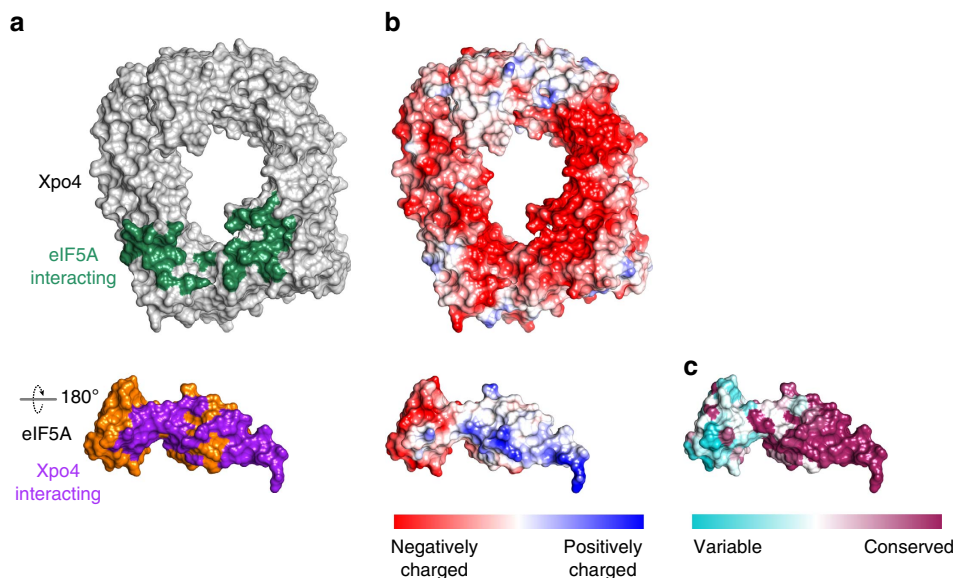 a
b
Xpo4
eIF5A
interacting
180°
eIF5A
Xpo4
interacting
c
Negatively
charged
Positively
charged
Variable
Conserved